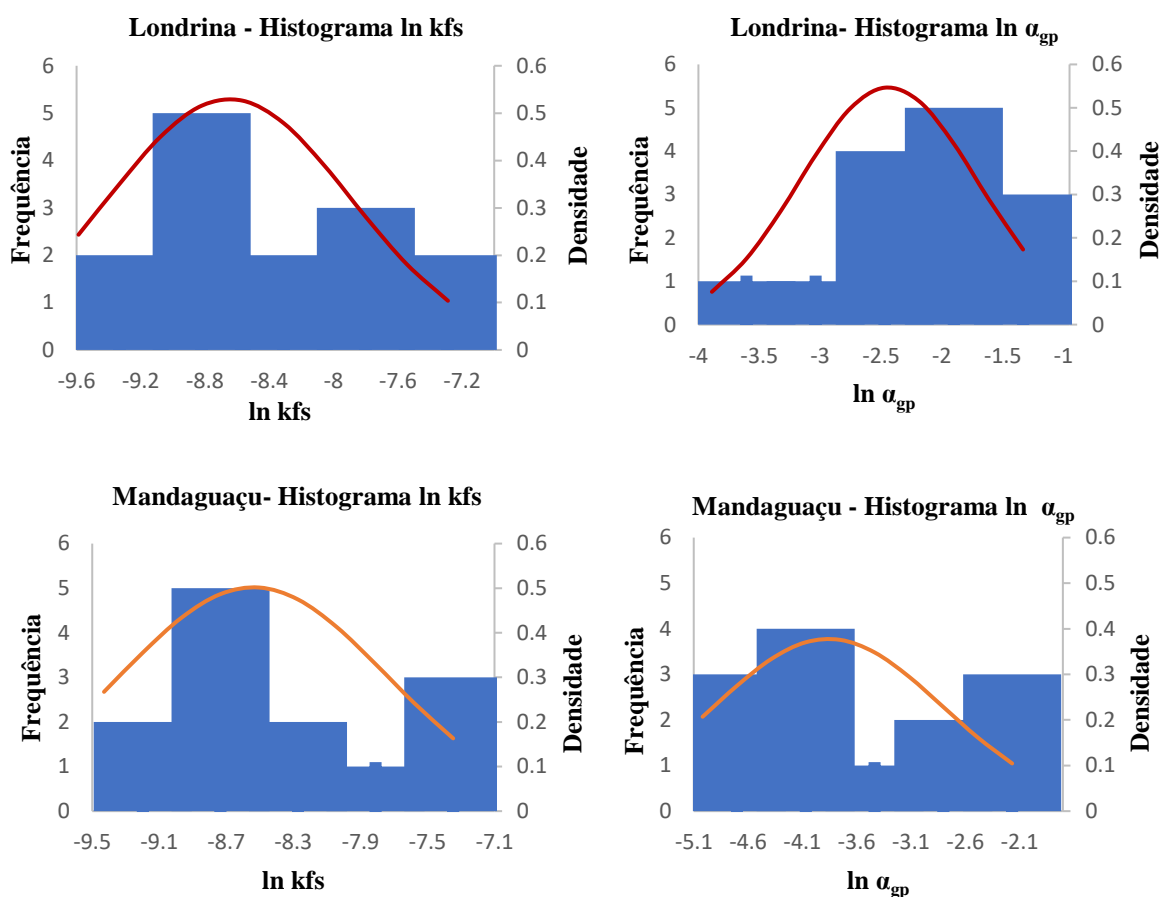 Londrina - Histograma ln kfs
Frequência
6
5
4
3
2
1
0
0.6
0.5
0.4
0.3
0.2
0.1
0
Densidade
-9.6 -9.2 -8.8 -8.4 -8 -7.6 -7.2
ln kfs
Londrina- Histograma ln αgp
Frequência
6
5
4
3
2
1
0
0.6
0.5
0.4
0.3
0.2
0.1
0
Densidade
-4 -3.5 -3 -2.5 -2 -1.5 -1
ln αgp
Mandaguaçu- Histograma ln kfs
Frequência
6
5
4
3
2
1
0
0.6
0.5
0.4
0.3
0.2
0.1
0
Densidade
-9.5 -9.1 -8.7 -8.3 -7.9 -7.5 -7.1
ln kfs
Mandaguaçu - Histograma ln αgp
Frequência
6
5
4
3
2
1
0
0.6
0.5
0.4
0.3
0.2
0.1
0
Densidade
-5.1 -4.6 -4.1 -3.6 -3.1 -2.6 -2.1
ln αgp